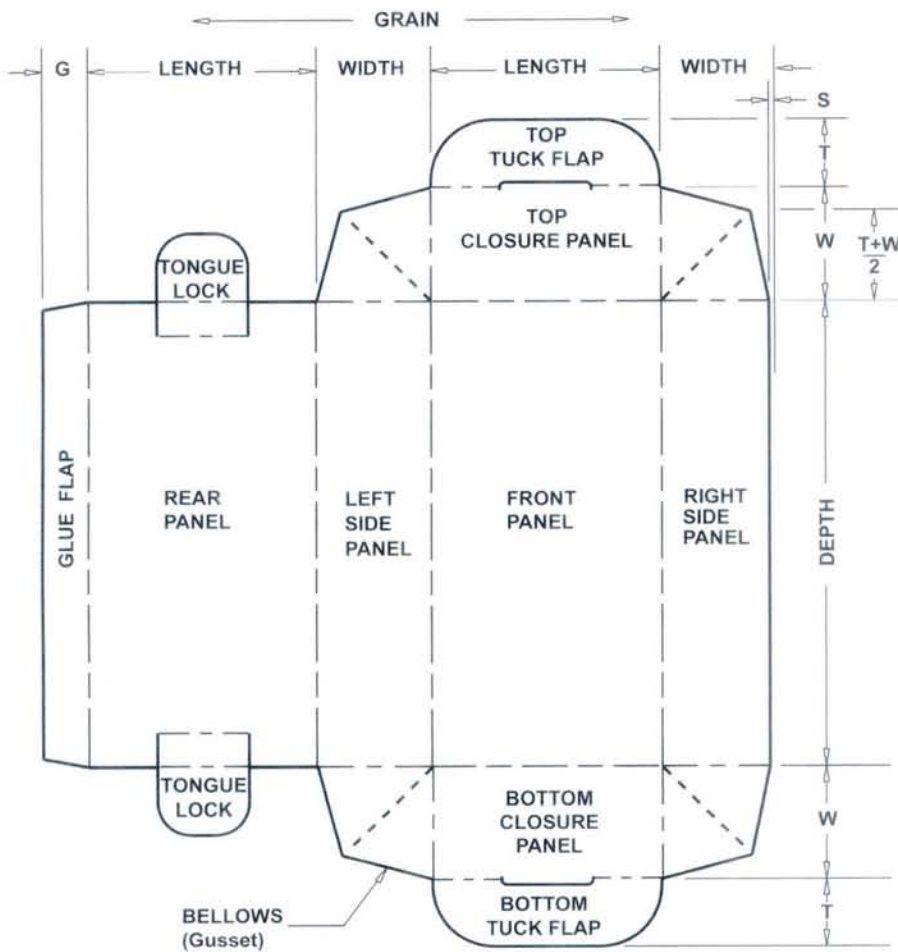 GRAIN
G
LENGTH
WIDTH
LENGTH
WIDTH
S
TOP
TUCK FLAP
T
TOP
CLOSURE PANEL
W
T+W
2
TONGUE
LOCK
GLUE FLAP
REAR
PANEL
LEFT
SIDE
PANEL
FRONT
PANEL
RIGHT
SIDE
PANEL
DEPTH
TONGUE
LOCK
BOTTOM
CLOSURE
PANEL
W
BELLOWS
(Gusset)
BOTTOM
TUCK FLAP
T